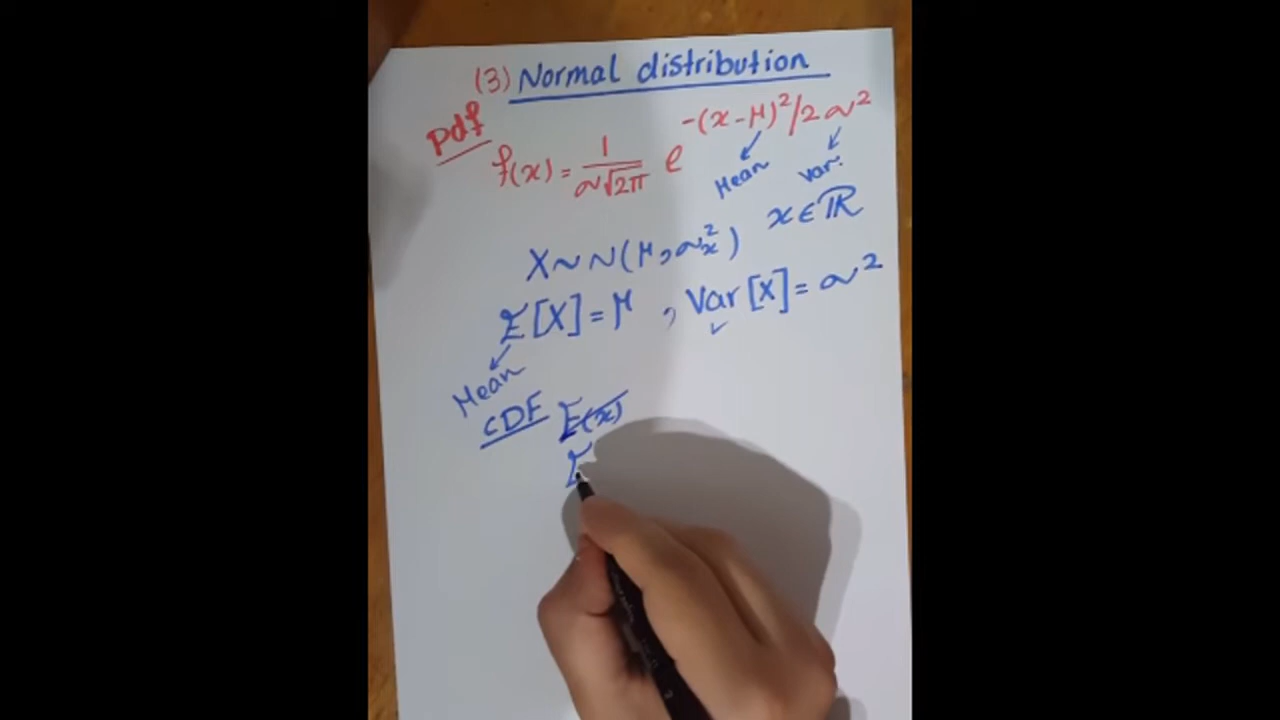 (3) Normal distribution
Pdf
f(x) = 1/σ√2π e^-(x-μ)²/2σ²
Mean Var.
x ∈ ℝ
X ~ N(μ, σₓ²)
E[X] = μ , Var[X] = σ²
Mean
CDF E(x)